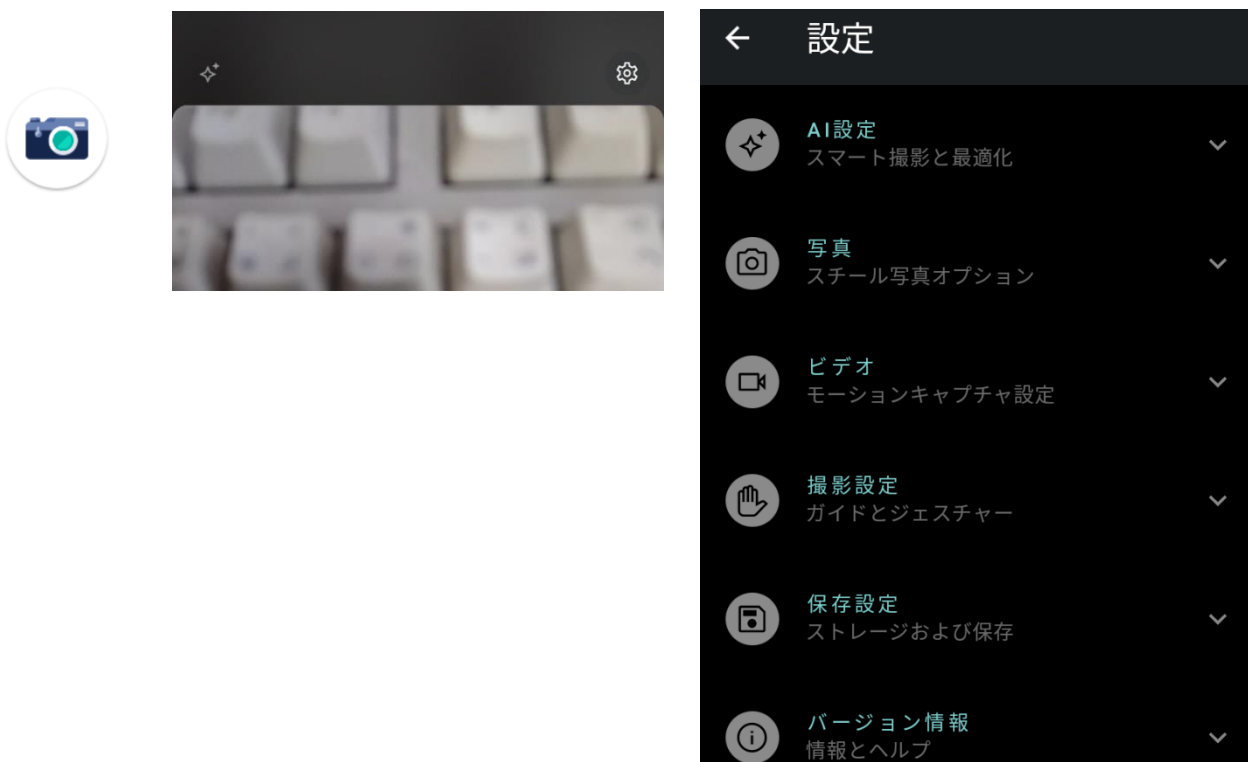 設定
AI設定
スマート撮影と最適化
写真
スチール写真オプション
ビデオ
モーションキャプチャ設定
撮影設定
ガイドとジェスチャー
保存設定
ストレージおよび保存
バージョン情報
情報とヘルプ